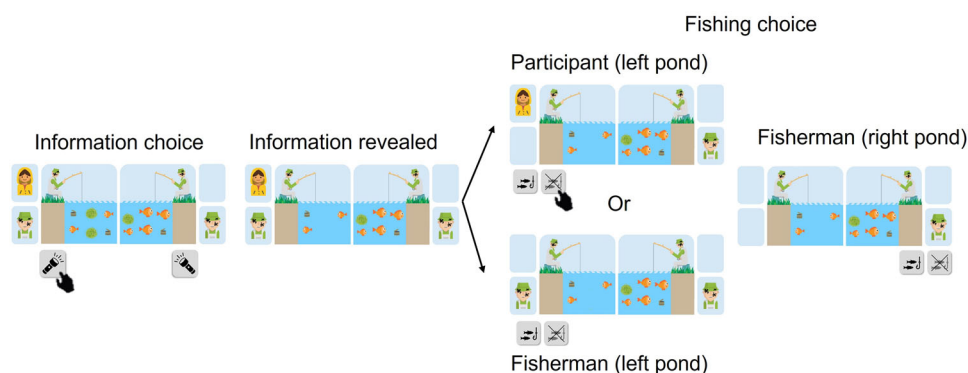 Fishing choice
Participant (left pond)
Information choice
Information revealed
Fisherman (right pond)
Or
Fisherman (left pond)